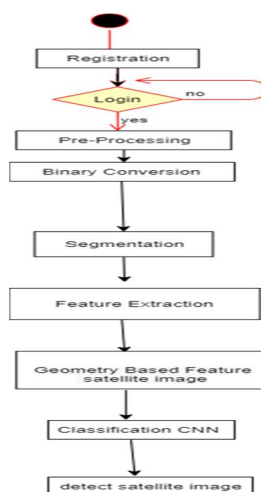 Registration
Login
no
yes
Pre-Processing
Binary Conversion
Segmentation
Feature Extraction
Geometry Based Feature
satellite image
Classification CNN
detect satellite image